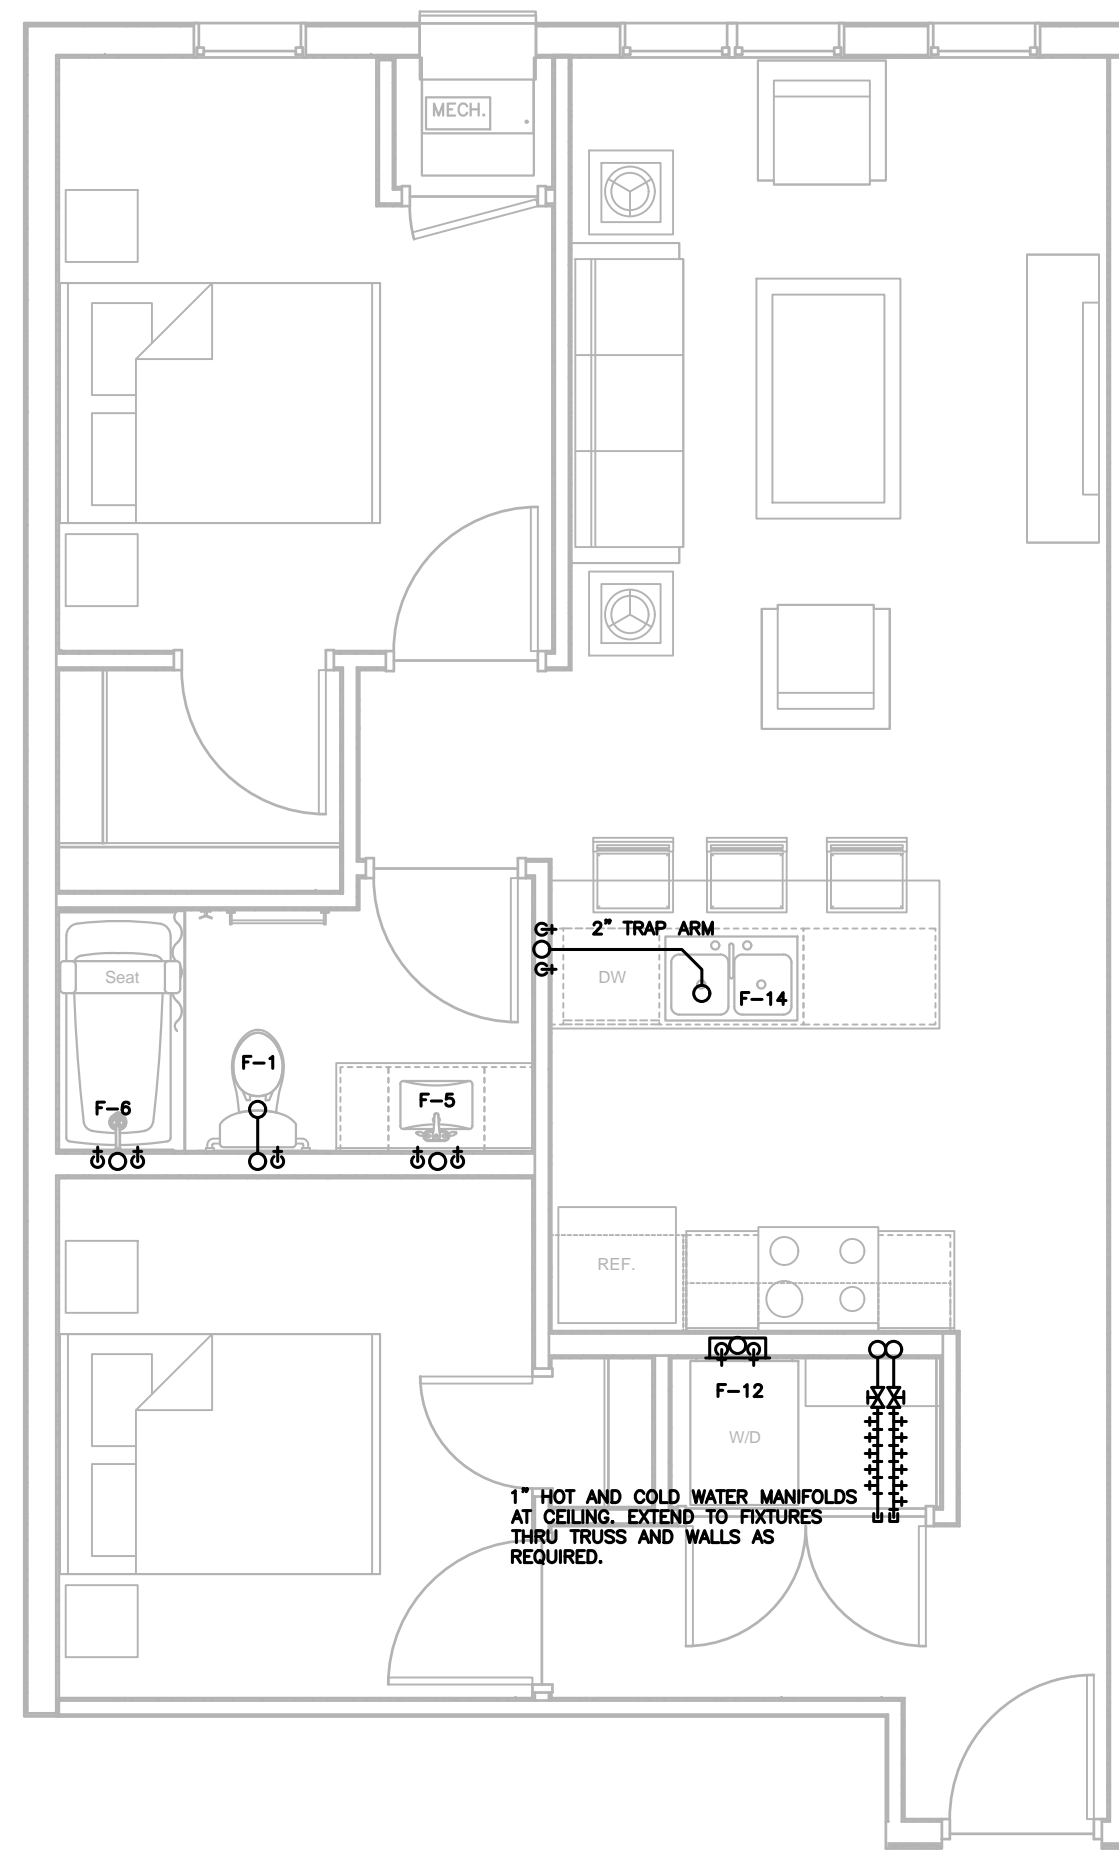 MECH.
2" TRAP ARM
DW
F-14
Seat
F-1
F-5
F-6
REF.
F-12
W/D
1" HOT AND COLD WATER MANIFOLDS
AT CEILING. EXTEND TO FIXTURES
THRU TRUSS AND WALLS AS
REQUIRED.